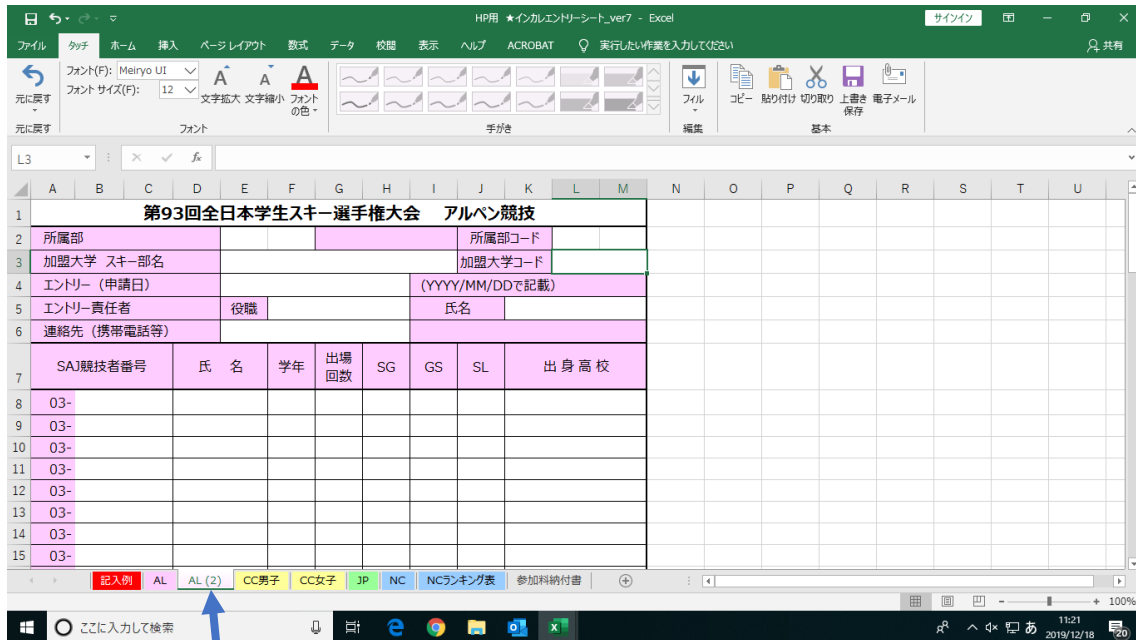 HP用 ★インカレエントリーシート_ver7 - Excel サインイン
ファイル タッチ ホーム 挿入 ページ レイアウト 数式 データ 校閲 表示 ヘルプ ACROBAT 実行したい作業を入力してください 共有
元に戻す フォント(F): Meiryo UI フォント サイズ(F): 12 文字拡大 文字縮小 フォントの色 フィル コピー 貼り付け 切り取り 上書き保存 電子メール
元に戻す フォント 手がき 編集 基本
L3 fx
A B C D E F G H I J K L M N O P Q R S T U
1 第93回全日本学生スキー選手権大会 アルペン競技
2 所属部 所属部コード
3 加盟大学 スキー部名 加盟大学コード
4 エントリー（申請日） (YYYY/MM/DDで記載)
5 エントリー責任者 役職 氏名
6 連絡先（携帯電話等）
7 SAJ競技者番号 氏 名 学年 出場回数 SG GS SL 出 身 高 校
8 03-
9 03-
10 03-
11 03-
12 03-
13 03-
14 03-
15 03-
記入例 AL AL (2) CC男子 CC女子 JP NC NCランキング表 参加料納付書
100%
ここに入力して検索 あ 11:21
2019/12/18 20